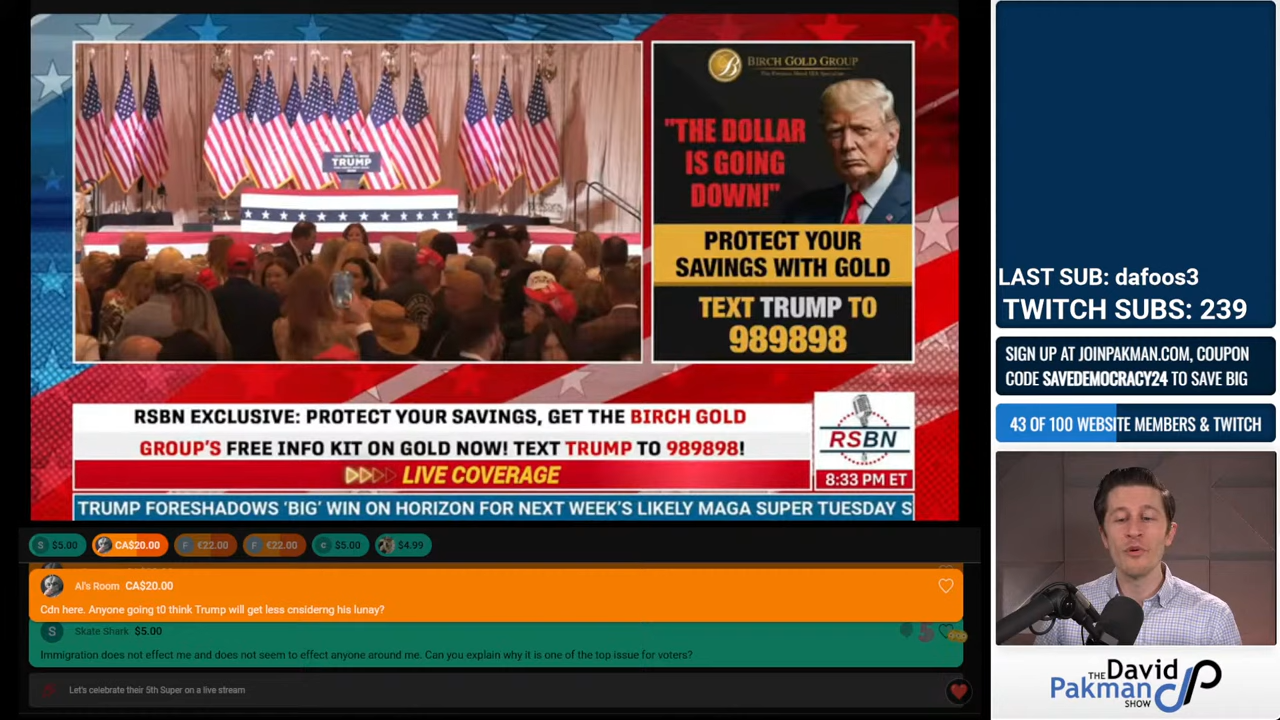 TRUMP
BIRCH GOLD GROUP
"THE DOLLAR
IS GOING
DOWN!"
PROTECT YOUR
SAVINGS WITH GOLD
TEXT TRUMP TO
989898
RSBN EXCLUSIVE: PROTECT YOUR SAVINGS, GET THE BIRCH GOLD
GROUP'S FREE INFO KIT ON GOLD NOW! TEXT TRUMP TO 989898!
LIVE COVERAGE
RSBN
8:33 PM ET
TRUMP FORESHADOWS 'BIG' WIN ON HORIZON FOR NEXT WEEK'S LIKELY MAGA SUPER TUESDAY S
S $5.00
CA$20.00
F €22.00
F €22.00
C $5.00
$4.99
Al's Room CA$20.00
Cdn here. Anyone going t0 think Trump will get less cnsiderng his lunay?
S Skate Shark $5.00
Immigration does not effect me and does not seem to effect anyone around me. Can you explain why it is one of the top issue for voters?
Let's celebrate their 5th Super on a live stream
LAST SUB: dafoos3
TWITCH SUBS: 239
SIGN UP AT JOINPAKMAN.COM, COUPON
CODE SAVEDEMOCRACY24 TO SAVE BIG
43 OF 100 WEBSITE MEMBERS & TWITCH
THE David
Pakman
SHOW